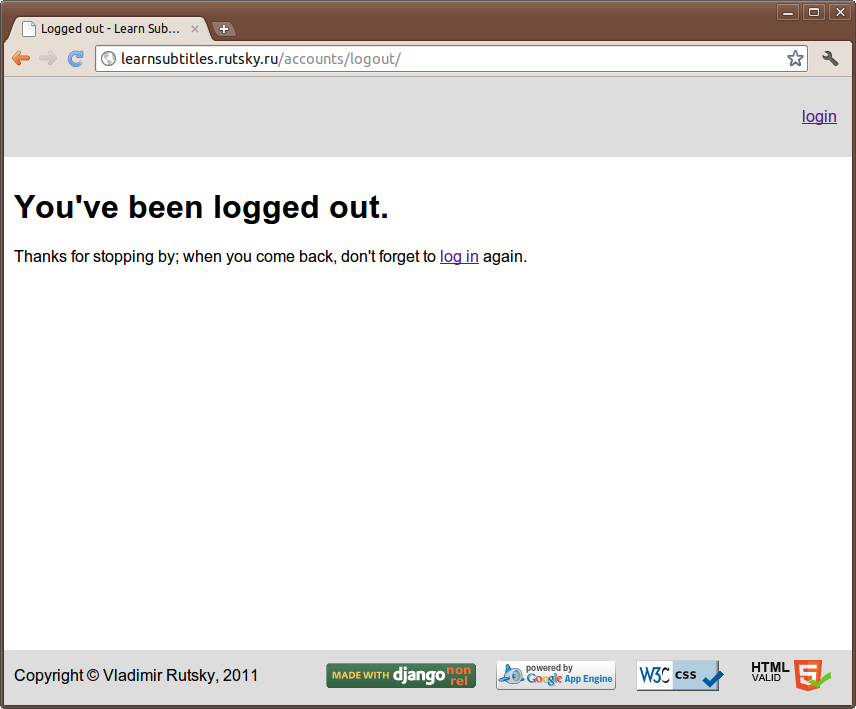 Logged out - Learn Sub...
learnsubtitles.rutsky.ru/accounts/logout/
login
You've been logged out.
Thanks for stopping by; when you come back, don't forget to log in again.
Copyright © Vladimir Rutsky, 2011
MADE WITH django non rel
powered by
Google App Engine
W3C css
HTML
VALID
5